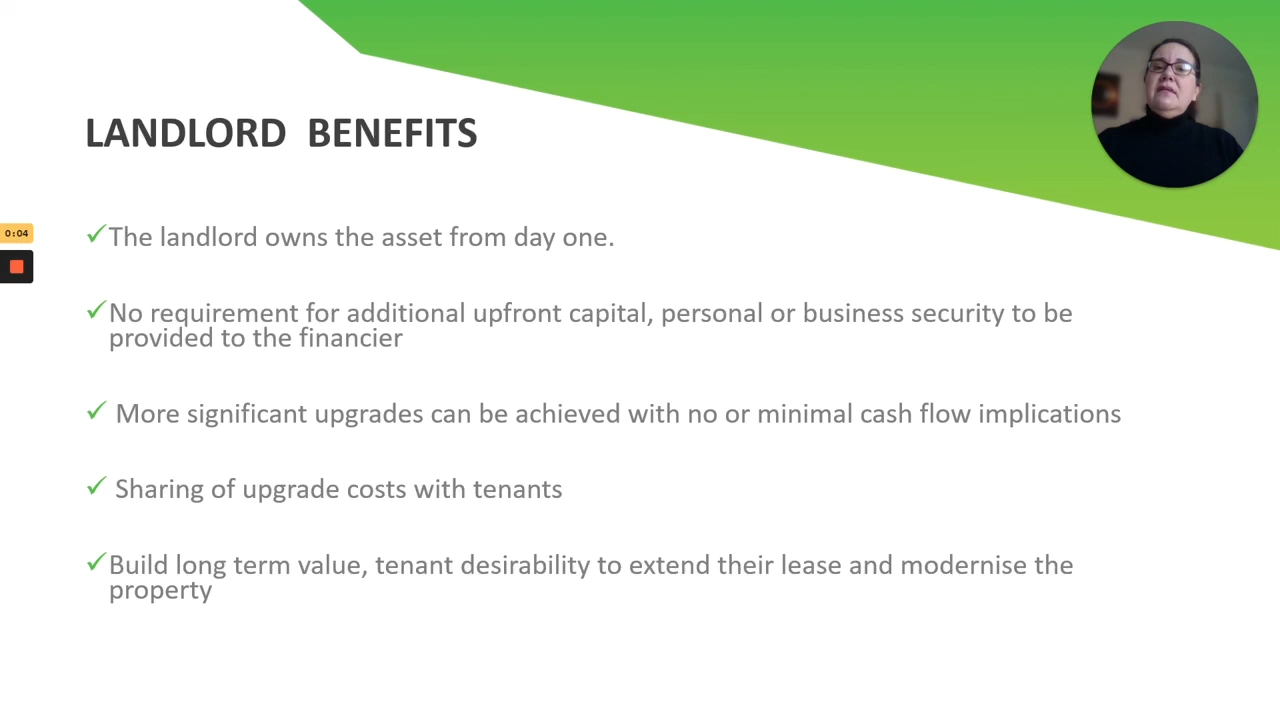 LANDLORD BENEFITS
0:04
✓The landlord owns the asset from day one.
✓No requirement for additional upfront capital, personal or business security to be
provided to the financier
✓ More significant upgrades can be achieved with no or minimal cash flow implications
✓ Sharing of upgrade costs with tenants
✓Build long term value, tenant desirability to extend their lease and modernise the
property